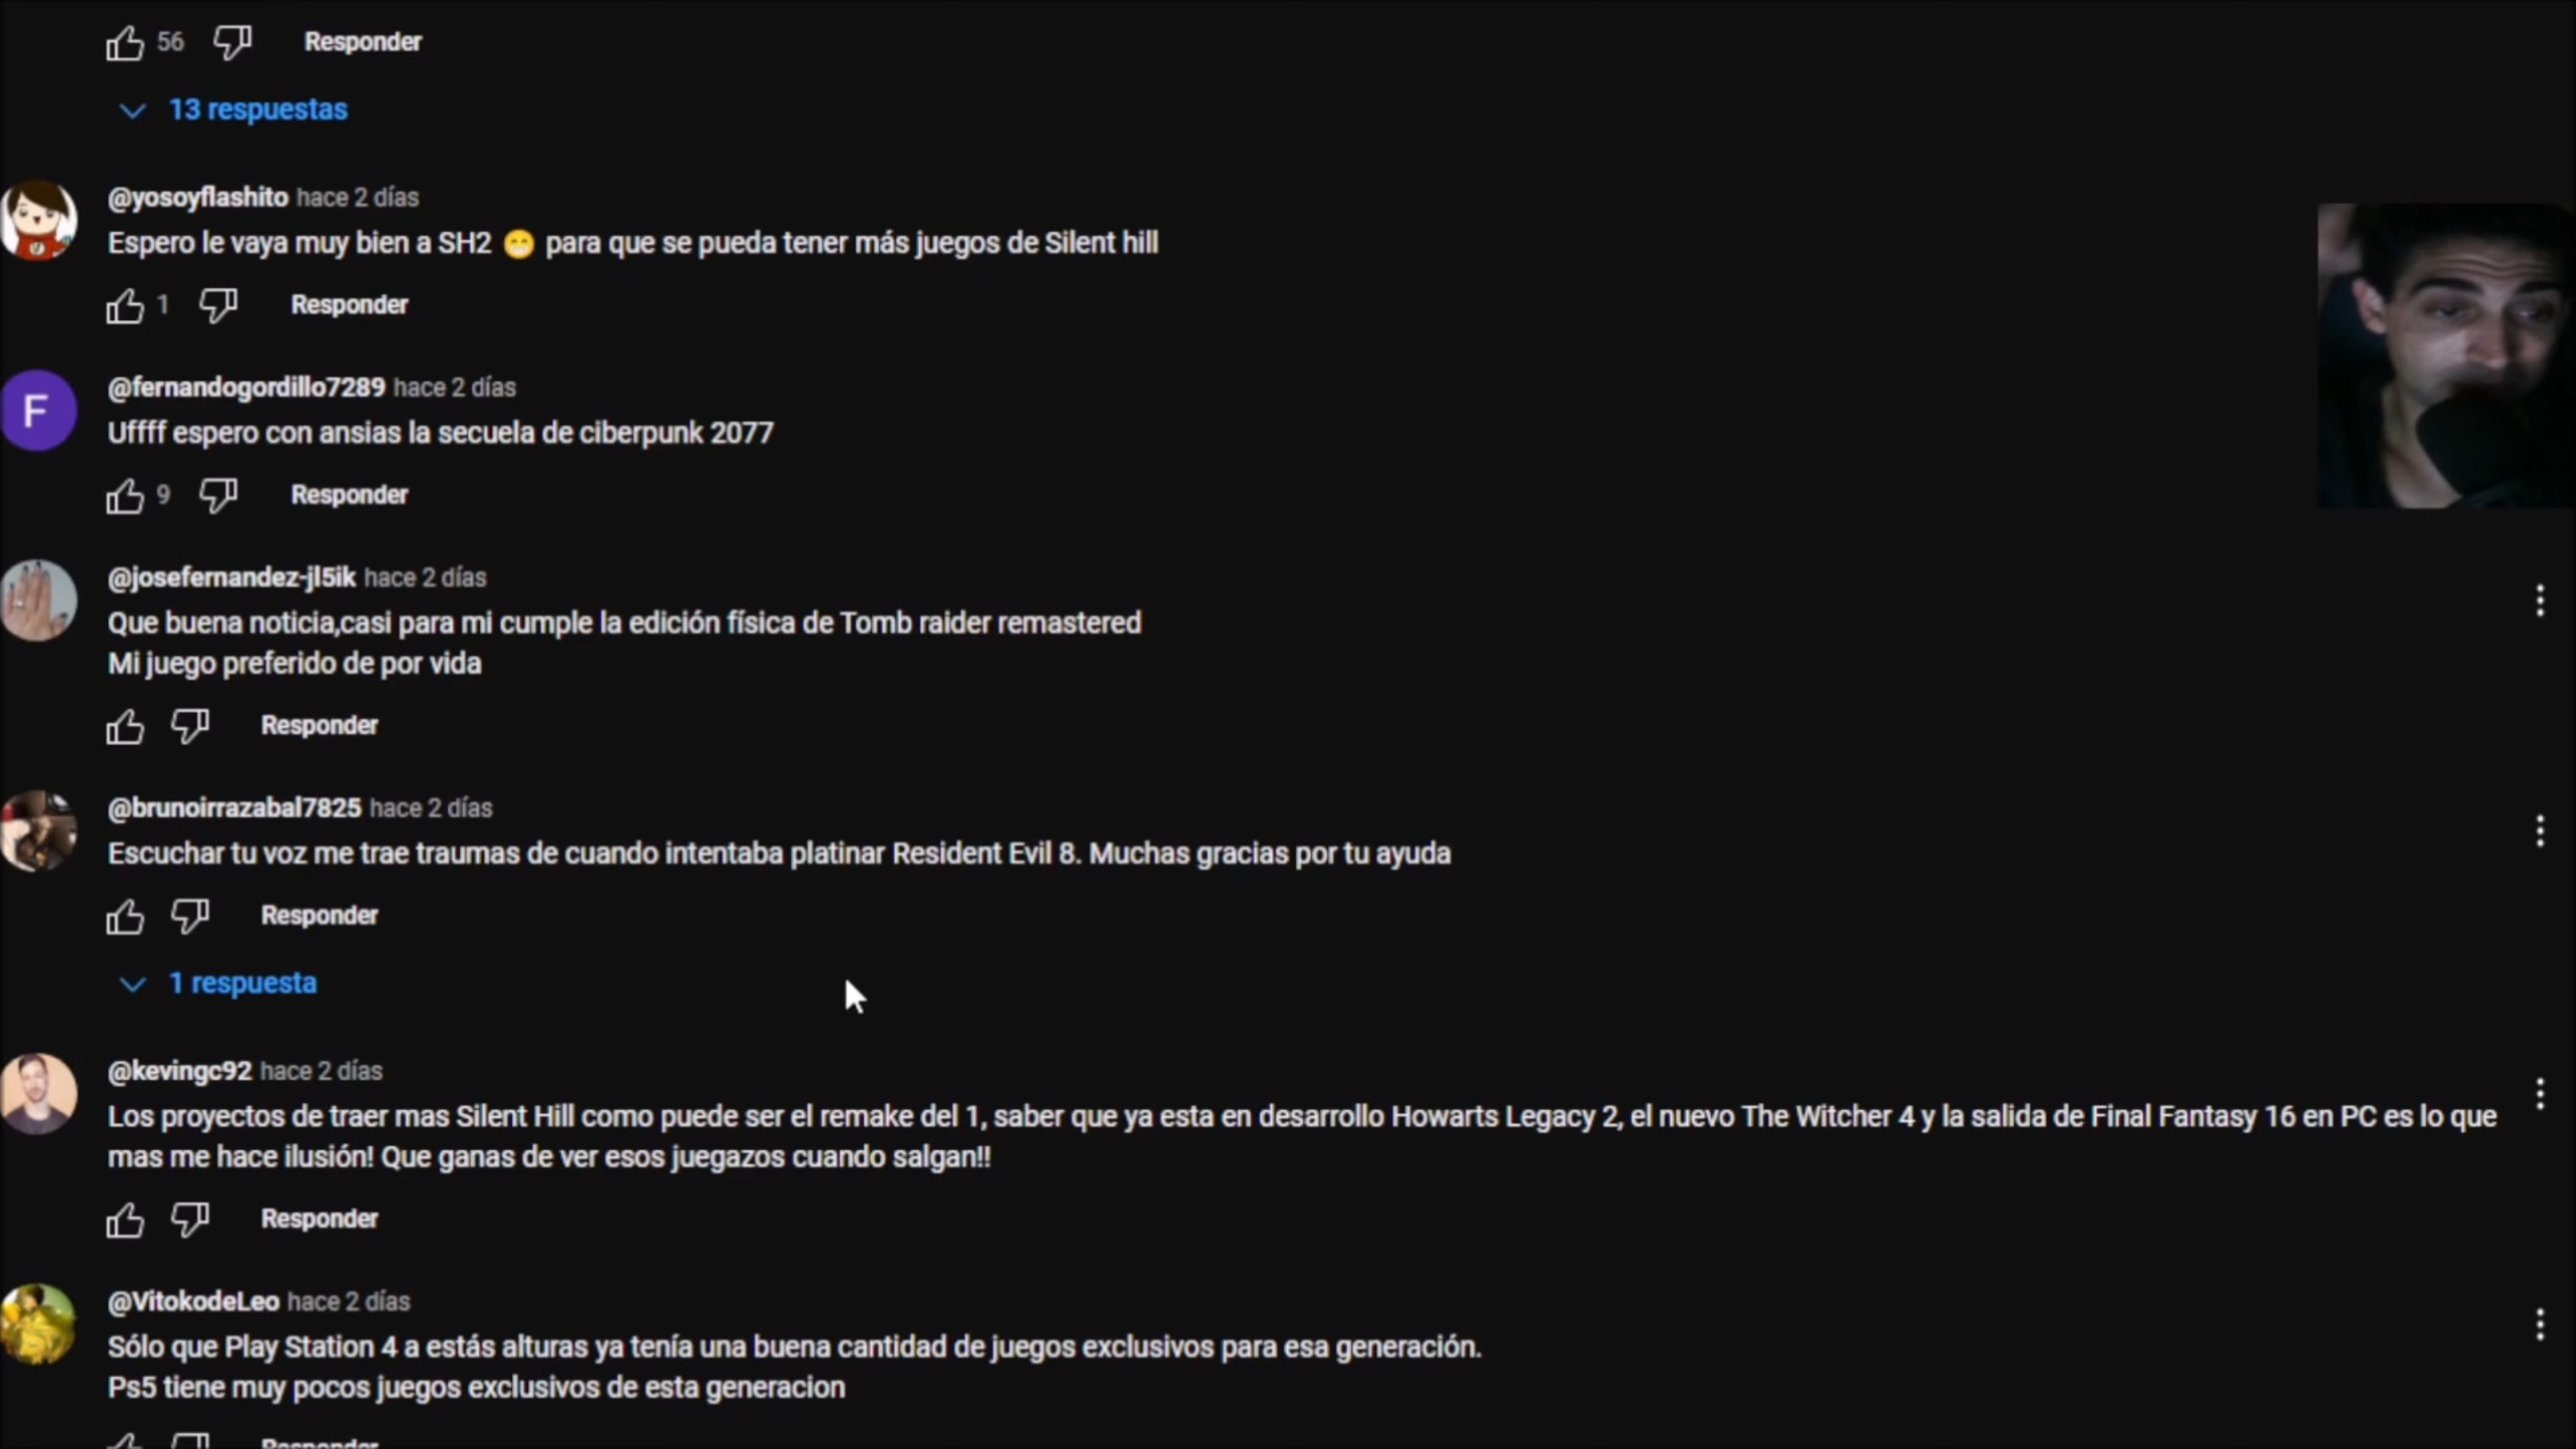 56 Responder
13 respuestas
@yosoyflashito hace 2 días
Espero le vaya muy bien a SH2 😁 para que se pueda tener más juegos de Silent hill
1 Responder
F
@fernandogordillo7289 hace 2 días
Uffff espero con ansias la secuela de ciberpunk 2077
9 Responder
@josefernandez-jl5ik hace 2 días
Que buena noticia,casi para mi cumple la edición física de Tomb raider remastered
Mi juego preferido de por vida
Responder
@brunoirrazabal7825 hace 2 días
Escuchar tu voz me trae traumas de cuando intentaba platinar Resident Evil 8. Muchas gracias por tu ayuda
Responder
1 respuesta
@kevingc92 hace 2 días
Los proyectos de traer mas Silent Hill como puede ser el remake del 1, saber que ya esta en desarrollo Howarts Legacy 2, el nuevo The Witcher 4 y la salida de Final Fantasy 16 en PC es lo que
mas me hace ilusión! Que ganas de ver esos juegazos cuando salgan!!
Responder
@VitokodeLeo hace 2 días
Sólo que Play Station 4 a estás alturas ya tenía una buena cantidad de juegos exclusivos para esa generación.
Ps5 tiene muy pocos juegos exclusivos de esta generacion
Responder